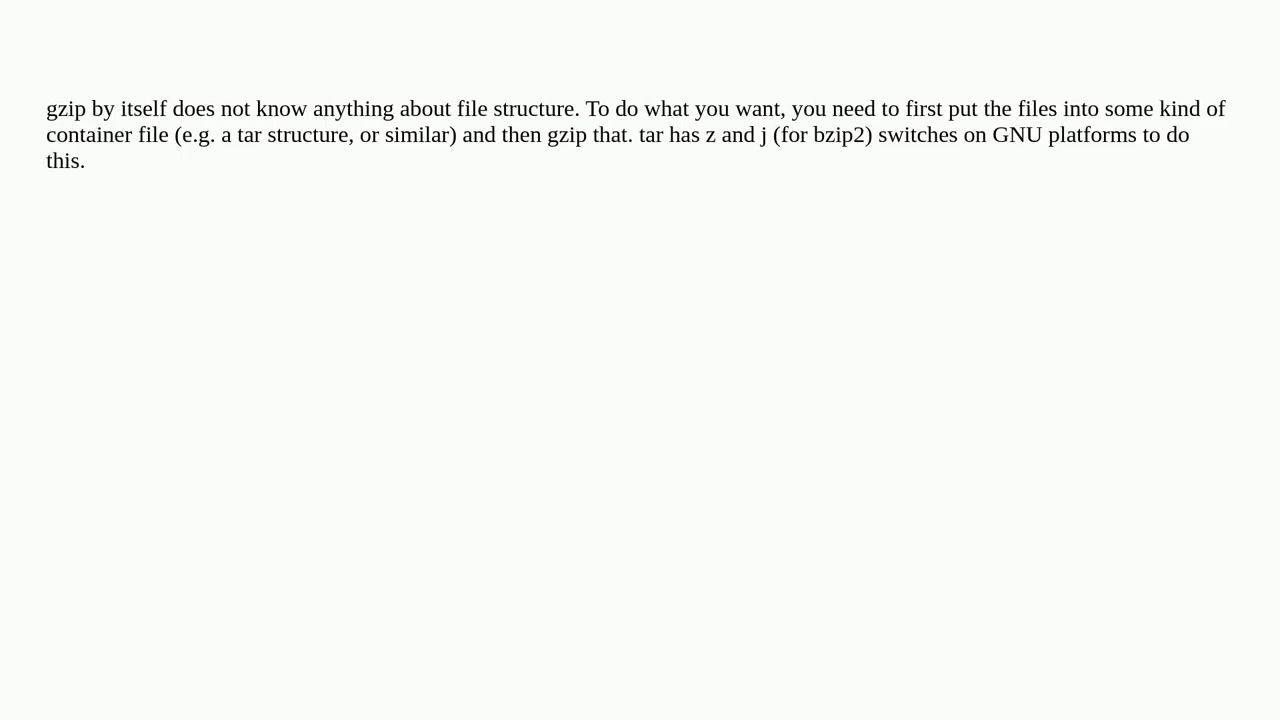 gzip by itself does not know anything about file structure. To do what you want, you need to first put the files into some kind of
container file (e.g. a tar structure, or similar) and then gzip that. tar has z and j (for bzip2) switches on GNU platforms to do
this.